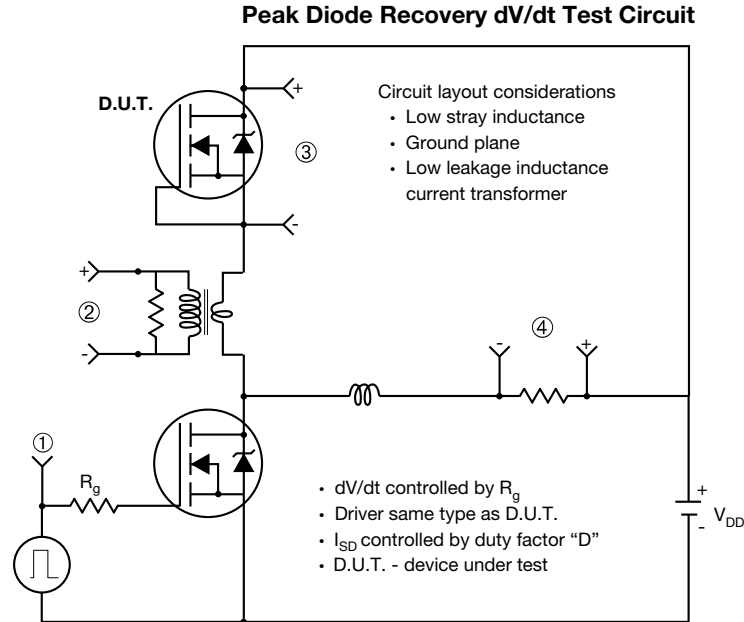 Peak Diode Recovery dV/dt Test Circuit
D.U.T.
+
③
-
Circuit layout considerations
• Low stray inductance
• Ground plane
• Low leakage inductance
current transformer
+
②
-
-
④
+
①
R_g
• dV/dt controlled by R_g
• Driver same type as D.U.T.
• I_SD controlled by duty factor “D”
• D.U.T. - device under test
+
-
V_DD